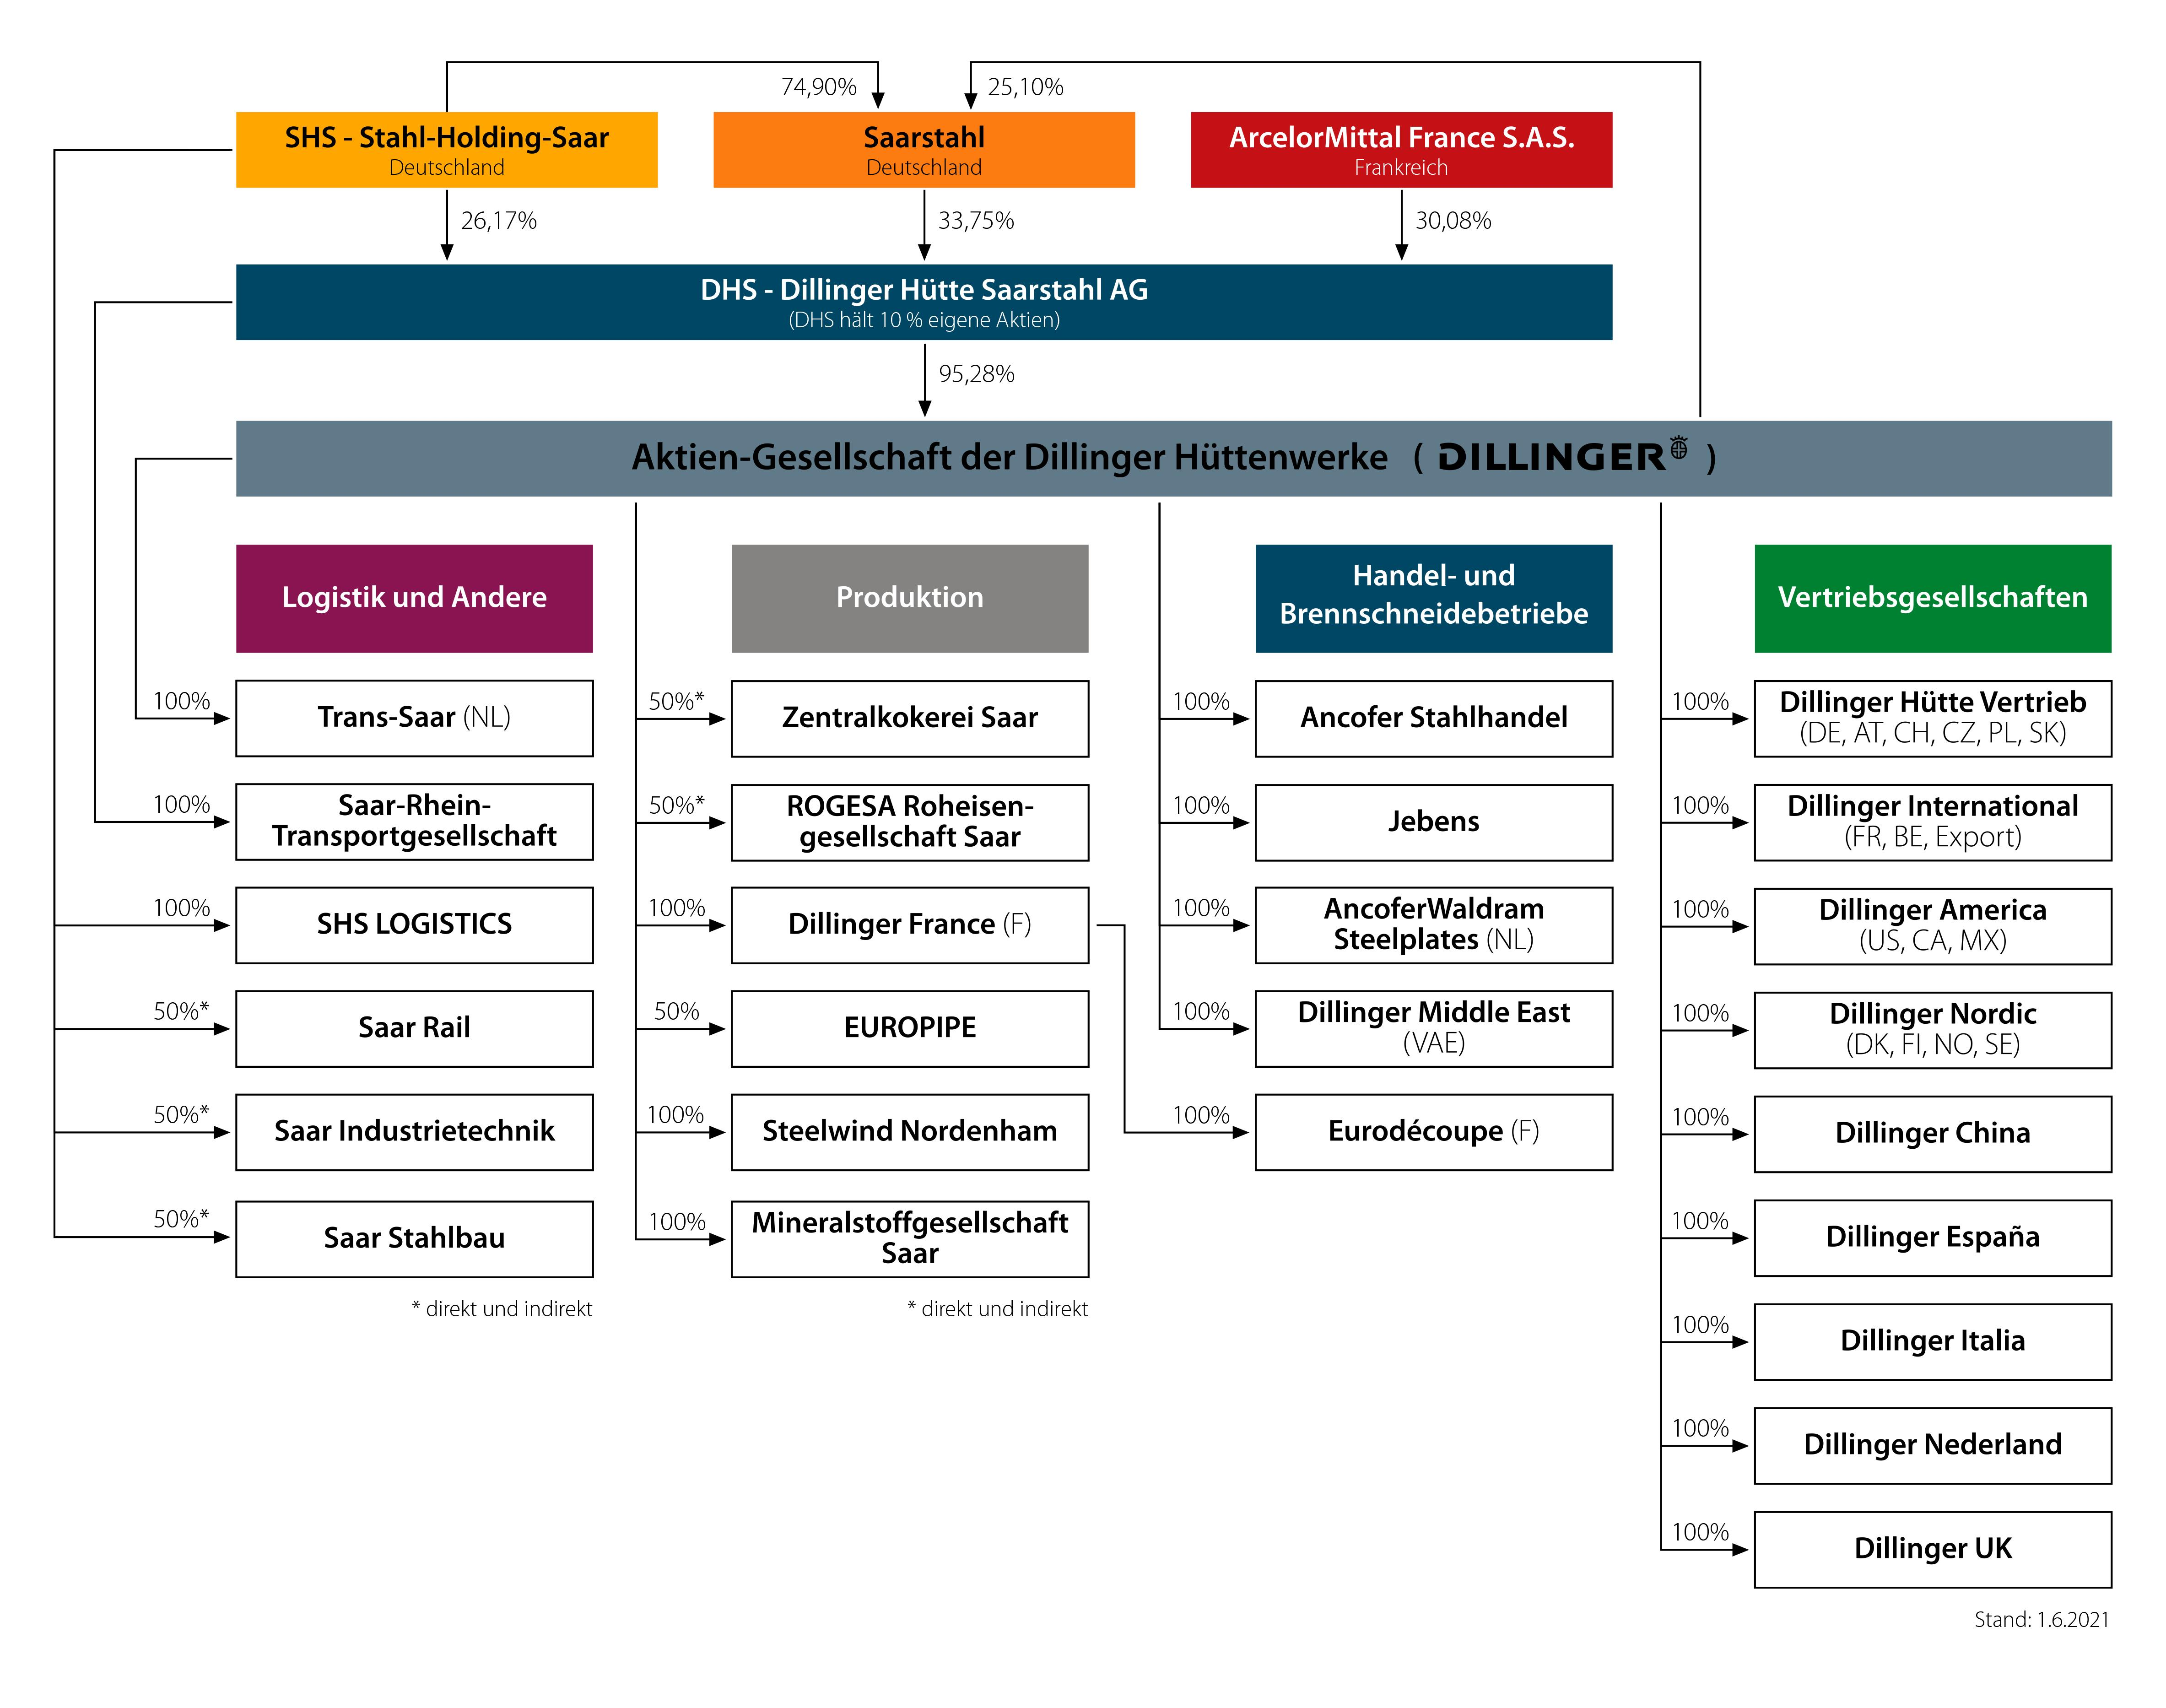 74,90%
25,10%
SHS - Stahl-Holding-Saar
Deutschland
Saarstahl
Deutschland
ArcelorMittal France S.A.S.
Frankreich
26,17%
33,75%
30,08%
DHS - Dillinger Hütte Saarstahl AG
(DHS hält 10 % eigene Aktien)
95,28%
Aktien-Gesellschaft der Dillinger Hüttenwerke ( DILLINGER )
Logistik und Andere
100%
Trans-Saar (NL)
100%
Saar-Rhein-
Transportgesellschaft
100%
SHS LOGISTICS
50%*
Saar Rail
50%*
Saar Industrietechnik
50%*
Saar Stahlbau
* direkt und indirekt
Produktion
50%*
Zentralkokerei Saar
50%*
ROGESA Roheisen-
gesellschaft Saar
100%
Dillinger France (F)
50%
EUROPIPE
100%
Steelwind Nordenham
100%
Mineralstoffgesellschaft
Saar
* direkt und indirekt
Handel- und
Brennschneidebetriebe
100%
Ancofer Stahlhandel
100%
Jebens
100%
AncoferWaldram
Steelplates (NL)
100%
Dillinger Middle East
(VAE)
100%
Eurodécoupe (F)
Vertriebsgesellschaften
100%
Dillinger Hütte Vertrieb
(DE, AT, CH, CZ, PL, SK)
100%
Dillinger International
(FR, BE, Export)
100%
Dillinger America
(US, CA, MX)
100%
Dillinger Nordic
(DK, FI, NO, SE)
100%
Dillinger China
100%
Dillinger España
100%
Dillinger Italia
100%
Dillinger Nederland
100%
Dillinger UK
Stand: 1.6.2021